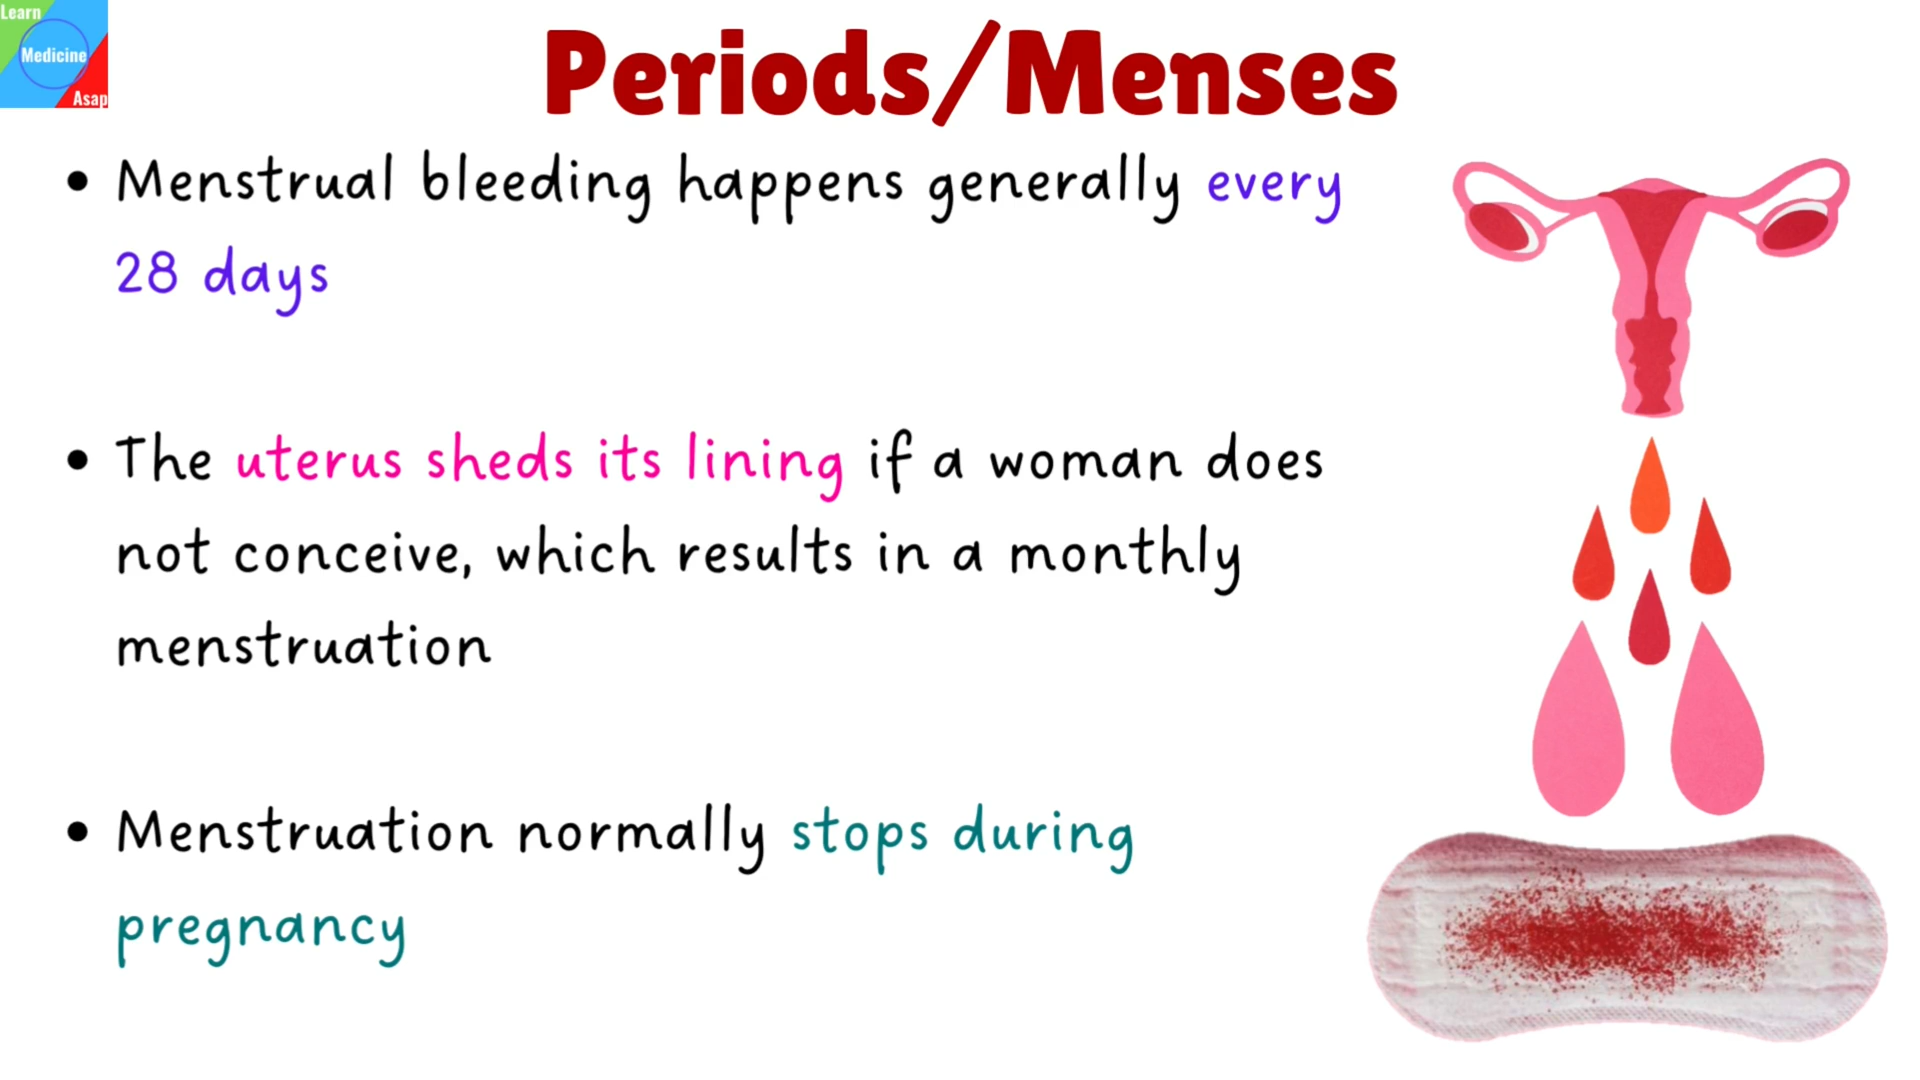 Learn
Medicine
Asap
Periods/Menses
• Menstrual bleeding happens generally every
28 days
• The uterus sheds its lining if a woman does
not conceive, which results in a monthly
menstruation
• Menstruation normally stops during
pregnancy